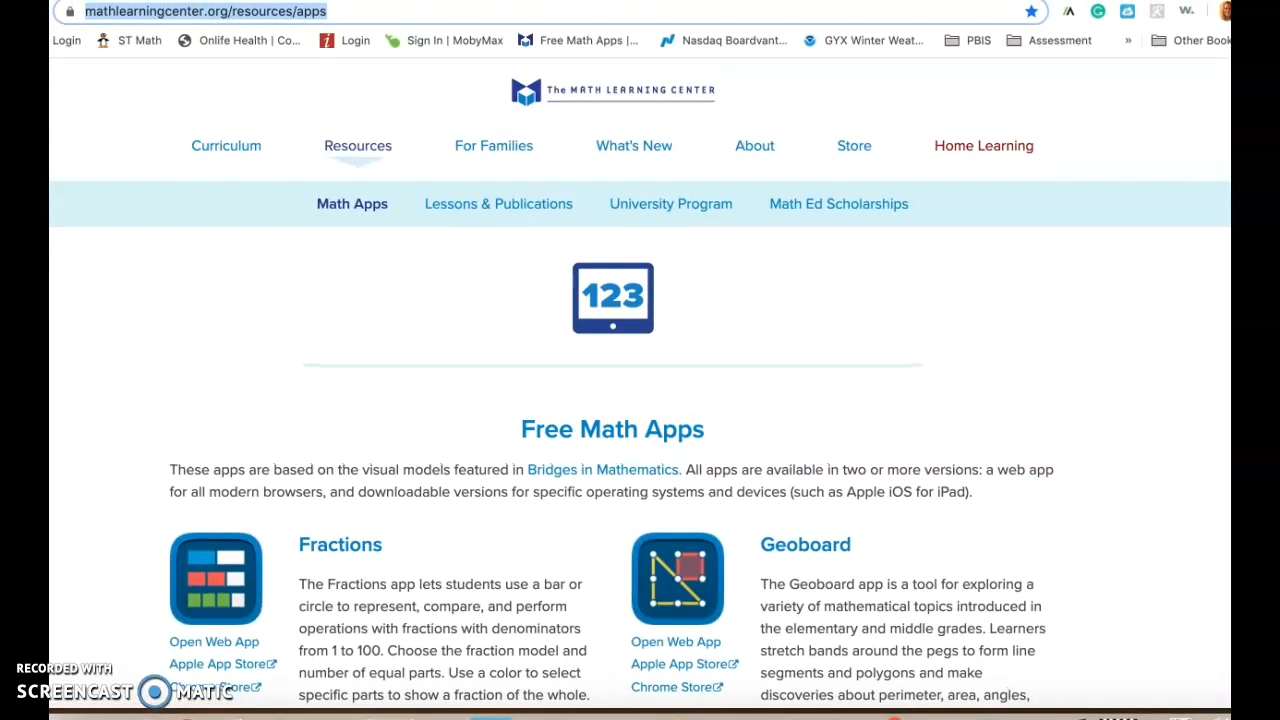 mathlearningcenter.org/resources/apps
Login ST Math Onlife Health | Co... Login Sign In | MobyMax Free Math Apps |... Nasdaq Boardvant... GYX Winter Weat... PBIS Assessment » Other Book
The MATH LEARNING CENTER
Curriculum Resources For Families What's New About Store Home Learning
Math Apps Lessons & Publications University Program Math Ed Scholarships
123
Free Math Apps
These apps are based on the visual models featured in Bridges in Mathematics. All apps are available in two or more versions: a web app
for all modern browsers, and downloadable versions for specific operating systems and devices (such as Apple iOS for iPad).
Fractions
The Fractions app lets students use a bar or
circle to represent, compare, and perform
operations with fractions with denominators
from 1 to 100. Choose the fraction model and
number of equal parts. Use a color to select
specific parts to show a fraction of the whole.
Open Web App
Apple App Store
Geoboard
The Geoboard app is a tool for exploring a
variety of mathematical topics introduced in
the elementary and middle grades. Learners
stretch bands around the pegs to form line
segments and polygons and make
discoveries about perimeter, area, angles,
Open Web App
Apple App Store
Chrome Store
RECORDED WITH
SCREENCAST MATIC